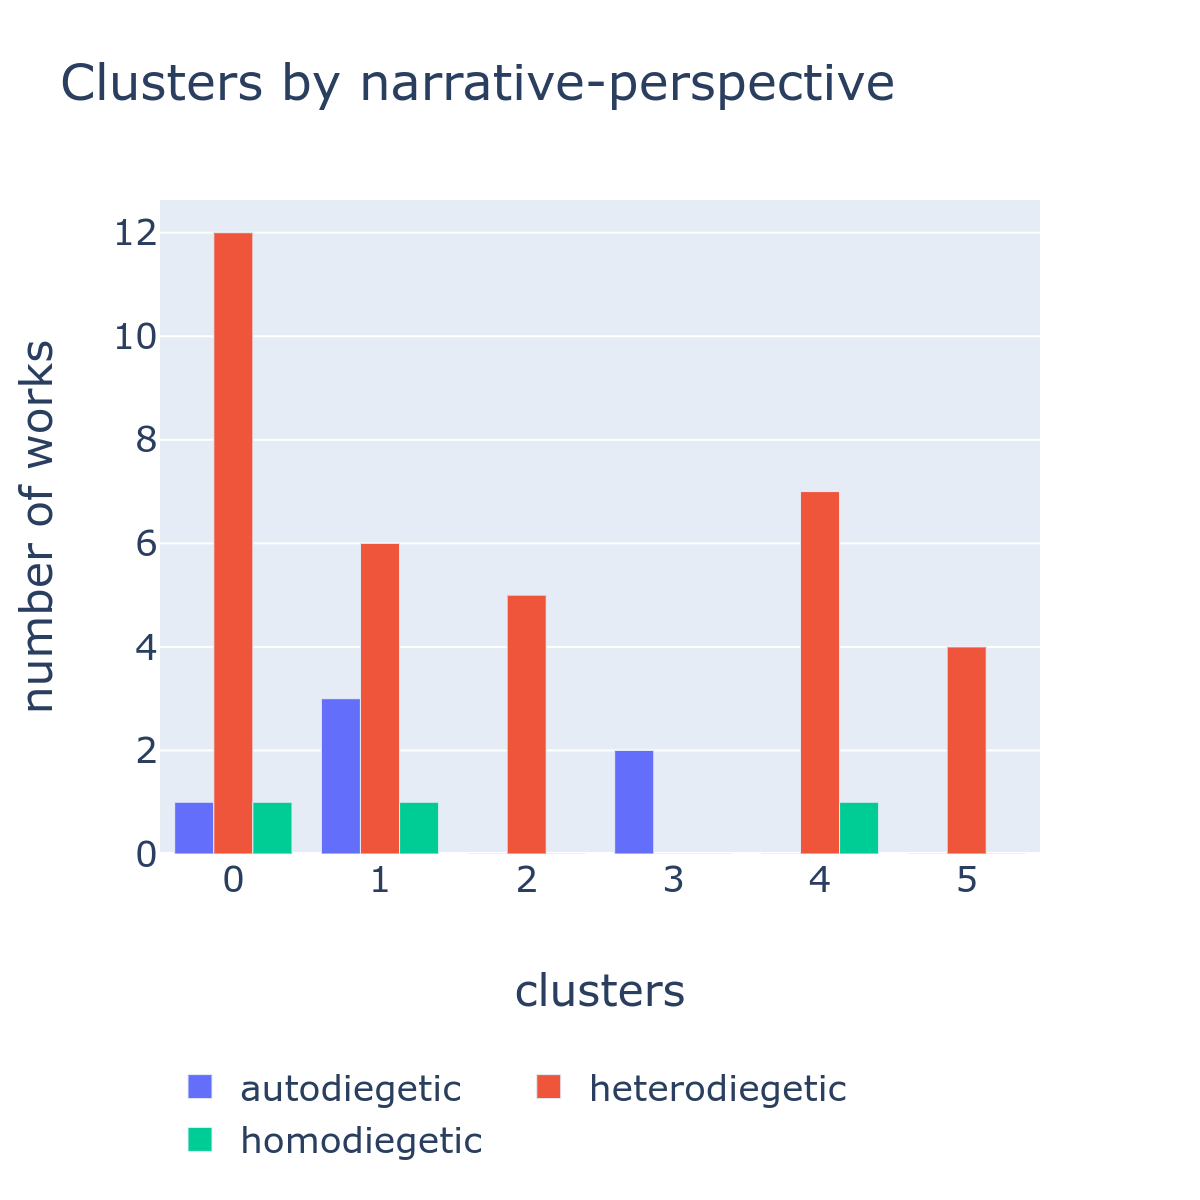 Clusters by narrative-perspective
12
10
8
6
4
2
0
number of works
0 1 2 3 4 5
clusters
autodiegetic heterodiegetic
homodiegetic